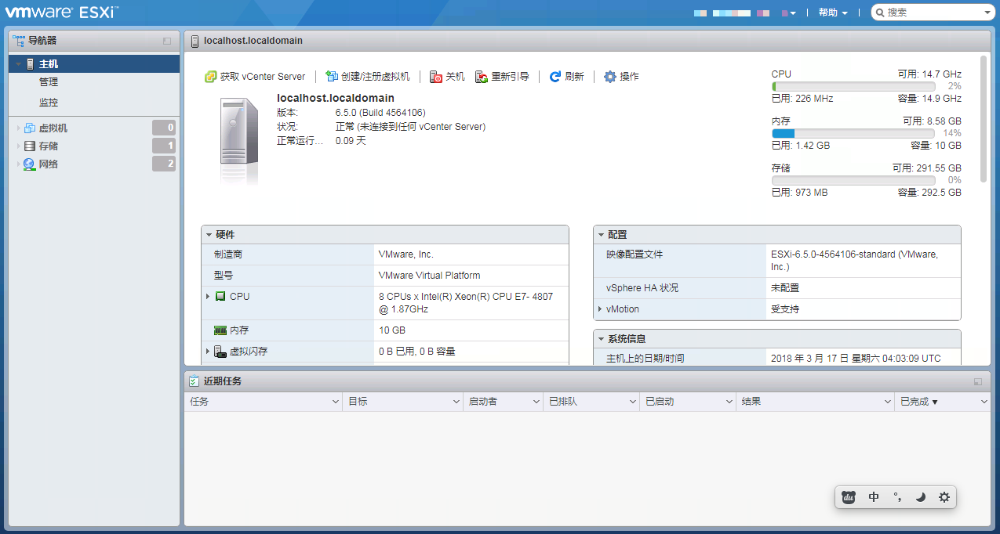 vmware® ESXi™
帮助
搜索
导航器
主机
管理
监控
虚拟机 0
存储 1
网络 2
localhost.localdomain
获取 vCenter Server
创建/注册虚拟机
关机
重新引导
刷新
操作
localhost.localdomain
版本: 6.5.0 (Build 4564106)
状况: 正常 (未连接到任何 vCenter Server)
正常运行... 0.09 天
CPU 可用: 14.7 GHz
2%
已用: 226 MHz 容量: 14.9 GHz
内存 可用: 8.58 GB
14%
已用: 1.42 GB 容量: 10 GB
存储 可用: 291.55 GB
0%
已用: 973 MB 容量: 292.5 GB
硬件
制造商 VMware, Inc.
型号 VMware Virtual Platform
CPU 8 CPUs x Intel(R) Xeon(R) CPU E7- 4807
@ 1.87GHz
内存 10 GB
虚拟闪存 0 B 已用, 0 B 容量
配置
映像配置文件 ESXi-6.5.0-4564106-standard (VMware,
Inc.)
vSphere HA 状况 未配置
vMotion 受支持
系统信息
主机上的日期/时间 2018 年 3 月 17 日 星期六 04:03:09 UTC
近期任务
任务 目标 启动者 已排队 已启动 结果 已完成 ▼
du 中 °,